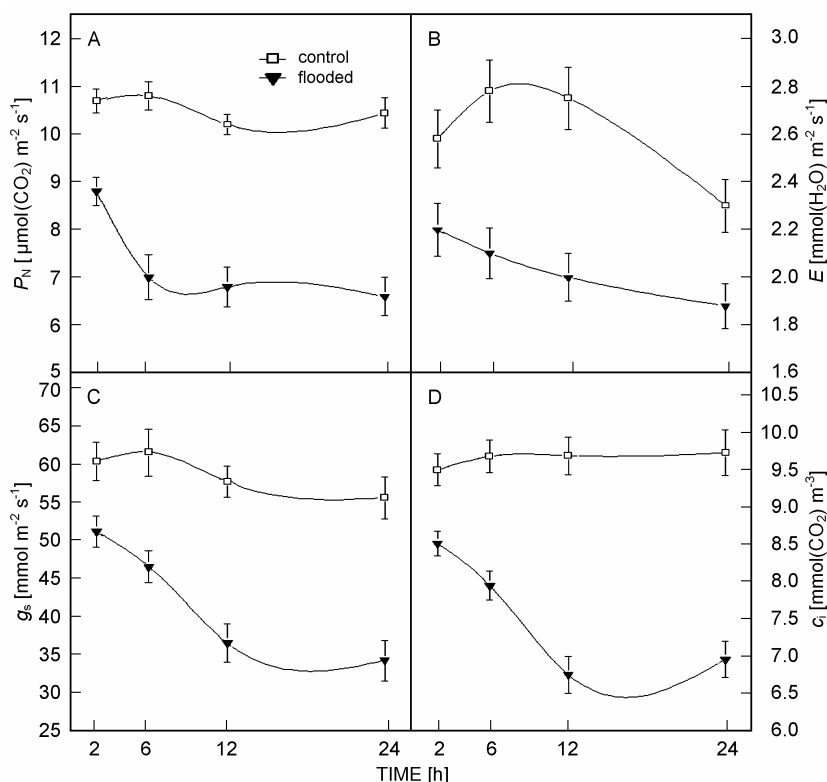 A
control
flooded
12
11
10
9
8
7
6
5
P_N [ µmol(CO₂) m⁻² s⁻¹]
B
3.0
2.8
2.6
2.4
2.2
2.0
1.8
1.6
E [mmol(H₂O) m⁻² s⁻¹]
C
70
65
60
55
50
45
40
35
30
25
g_s [mmol m⁻² s⁻¹]
2 6 12 24
D
10.5
10.0
9.5
9.0
8.5
8.0
7.5
7.0
6.5
6.0
c_i [mmol(CO₂) m⁻³]
2 6 12 24
TIME [h]